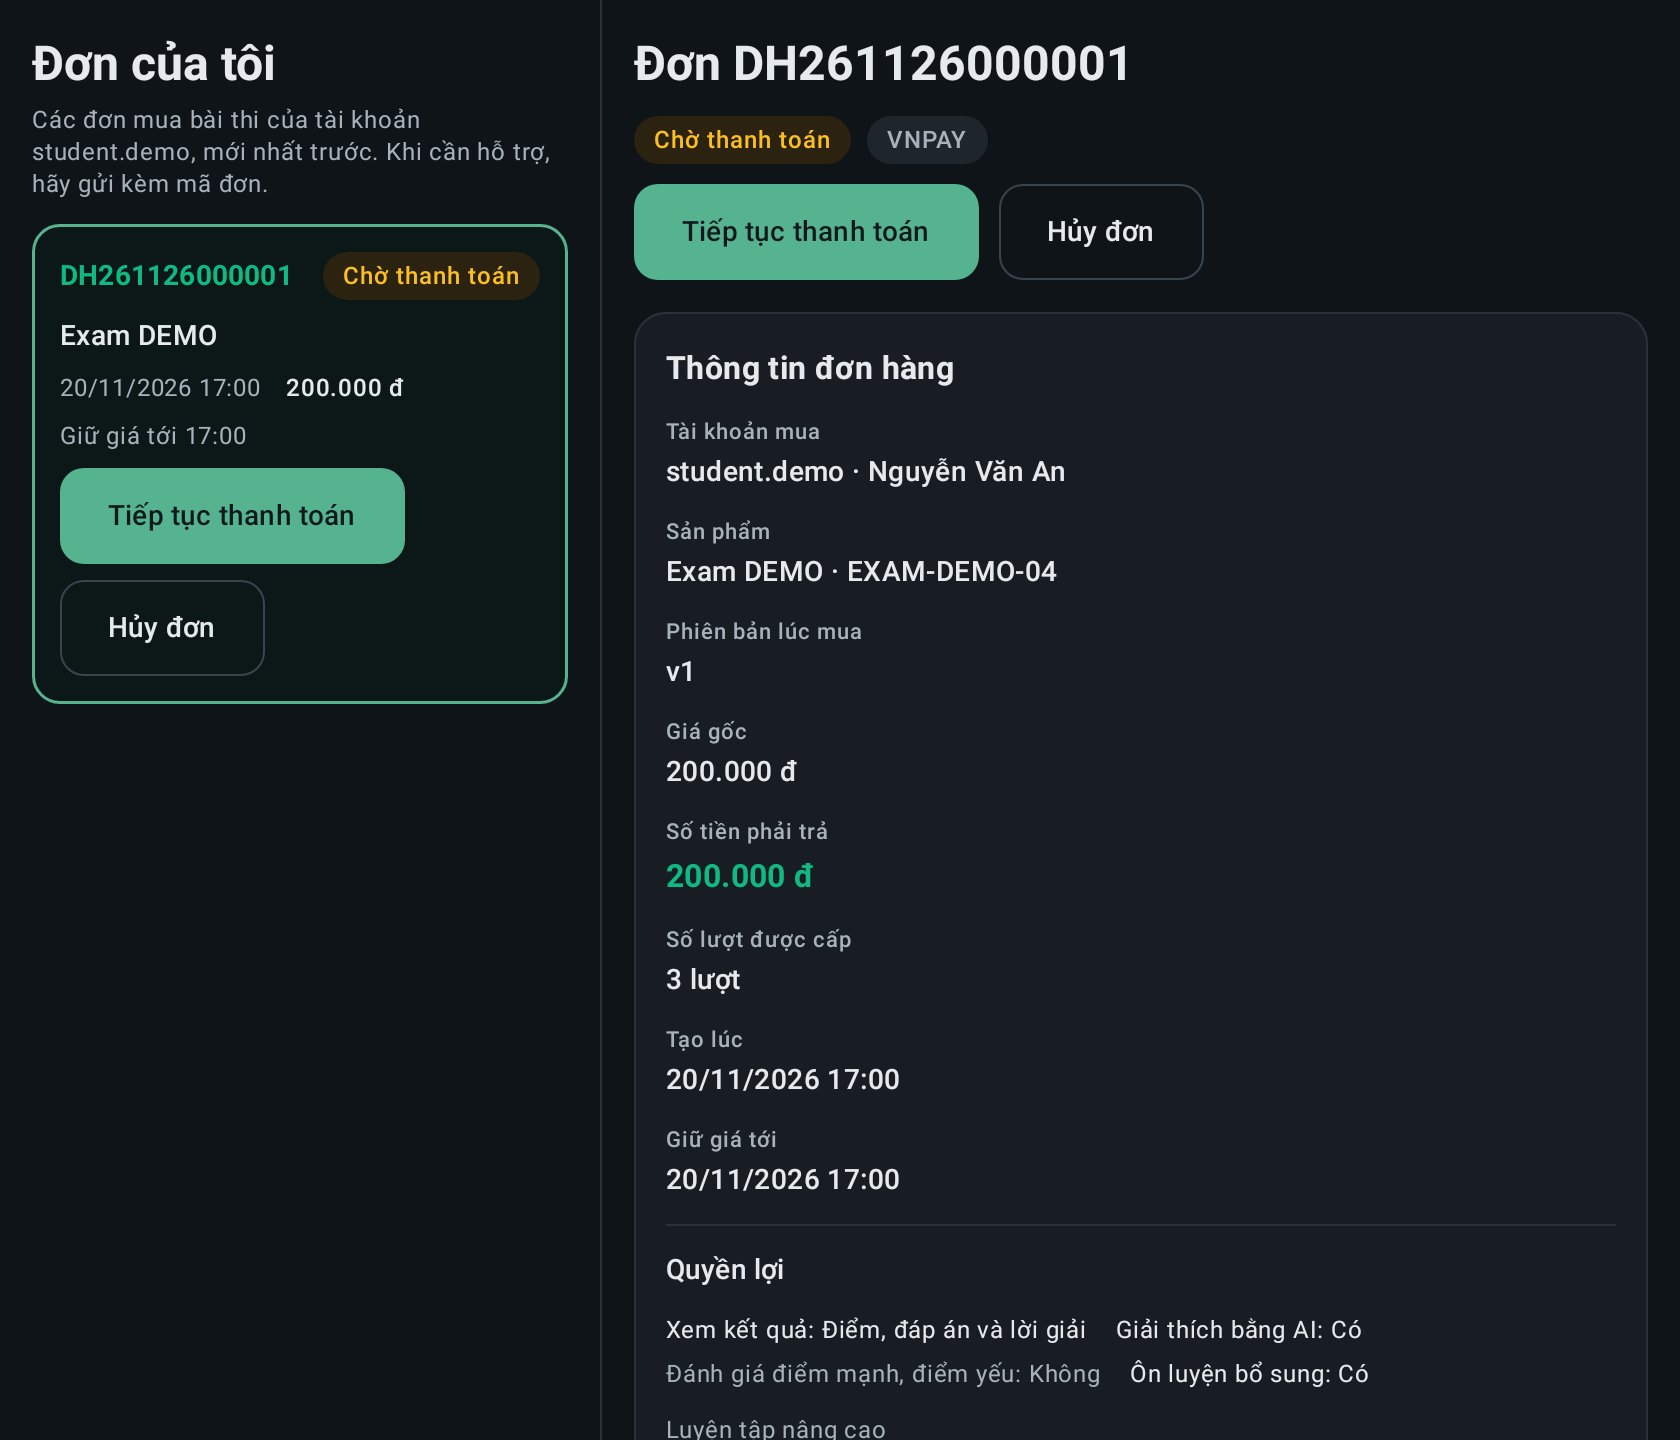 Đơn của tôi
Các đơn mua bài thi của tài khoản
student.demo, mới nhất trước. Khi cần hỗ trợ,
hãy gửi kèm mã đơn.
DH261126000001
Chờ thanh toán
Exam DEMO
20/11/2026 17:00 200.000 đ
Giữ giá tới 17:00
Tiếp tục thanh toán
Hủy đơn
Đơn DH261126000001
Chờ thanh toán
VNPAY
Tiếp tục thanh toán
Hủy đơn
Thông tin đơn hàng
Tài khoản mua
student.demo · Nguyễn Văn An
Sản phẩm
Exam DEMO · EXAM-DEMO-04
Phiên bản lúc mua
v1
Giá gốc
200.000 đ
Số tiền phải trả
200.000 đ
Số lượt được cấp
3 lượt
Tạo lúc
20/11/2026 17:00
Giữ giá tới
20/11/2026 17:00
Quyền lợi
Xem kết quả: Điểm, đáp án và lời giải Giải thích bằng AI: Có
Đánh giá điểm mạnh, điểm yếu: Không Ôn luyện bổ sung: Có
Luyện tập nâng cao